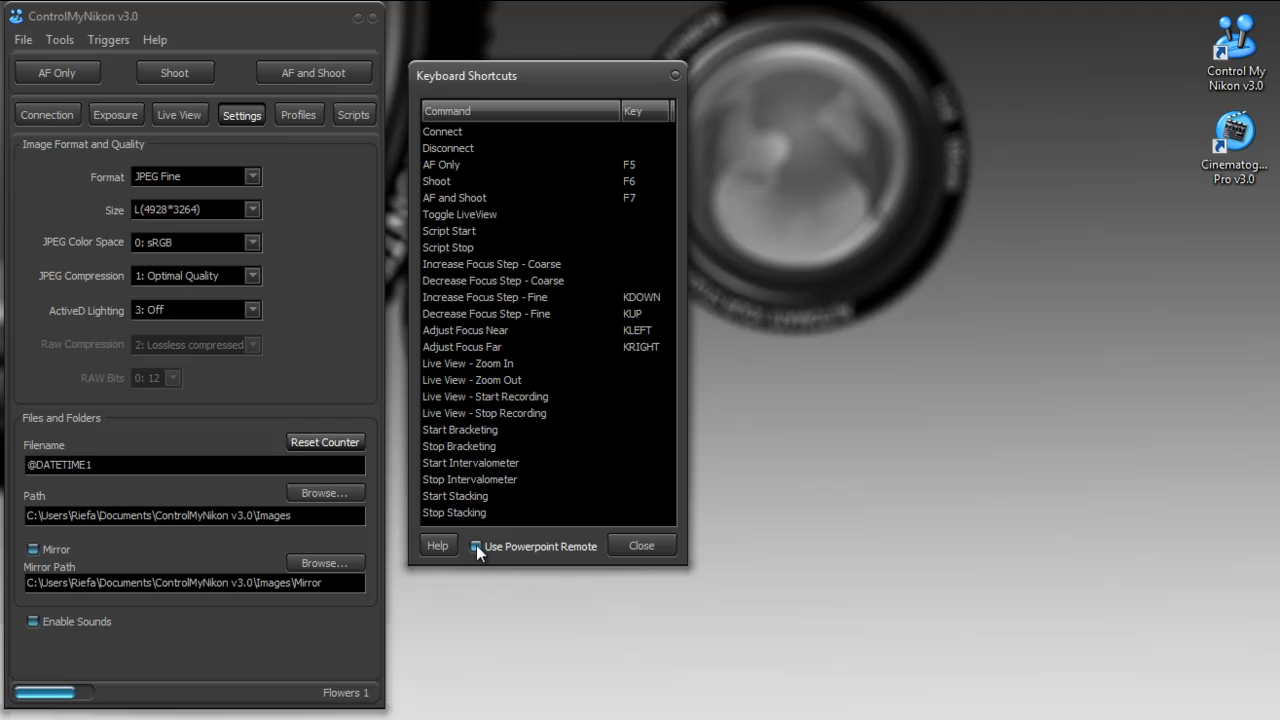 ControlMyNikon v3.0
File Tools Triggers Help
AF Only Shoot AF and Shoot
Connection Exposure Live View Settings Profiles Scripts
Image Format and Quality
Format JPEG Fine
Size L(4928*3264)
JPEG Color Space 0: sRGB
JPEG Compression 1: Optimal Quality
ActiveD Lighting 3: Off
Raw Compression 2: Lossless compressed
RAW Bits 0: 12
Files and Folders
Filename Reset Counter
@DATETIME1
Path Browse...
C:\Users\Riefa\Documents\ControlMyNikon v3.0\Images
Mirror
Mirror Path Browse...
C:\Users\Riefa\Documents\ControlMyNikon v3.0\Images\Mirror
Enable Sounds
Flowers 1
Keyboard Shortcuts
Command Key
Connect
Disconnect
AF Only F5
Shoot F6
AF and Shoot F7
Toggle LiveView
Script Start
Script Stop
Increase Focus Step - Coarse
Decrease Focus Step - Coarse
Increase Focus Step - Fine KDOWN
Decrease Focus Step - Fine KUP
Adjust Focus Near KLEFT
Adjust Focus Far KRIGHT
Live View - Zoom In
Live View - Zoom Out
Live View - Start Recording
Live View - Stop Recording
Start Bracketing
Stop Bracketing
Start Intervalometer
Stop Intervalometer
Start Stacking
Stop Stacking
Help Use Powerpoint Remote Close
Control My
Nikon v3.0
Cinematog...
Pro v3.0